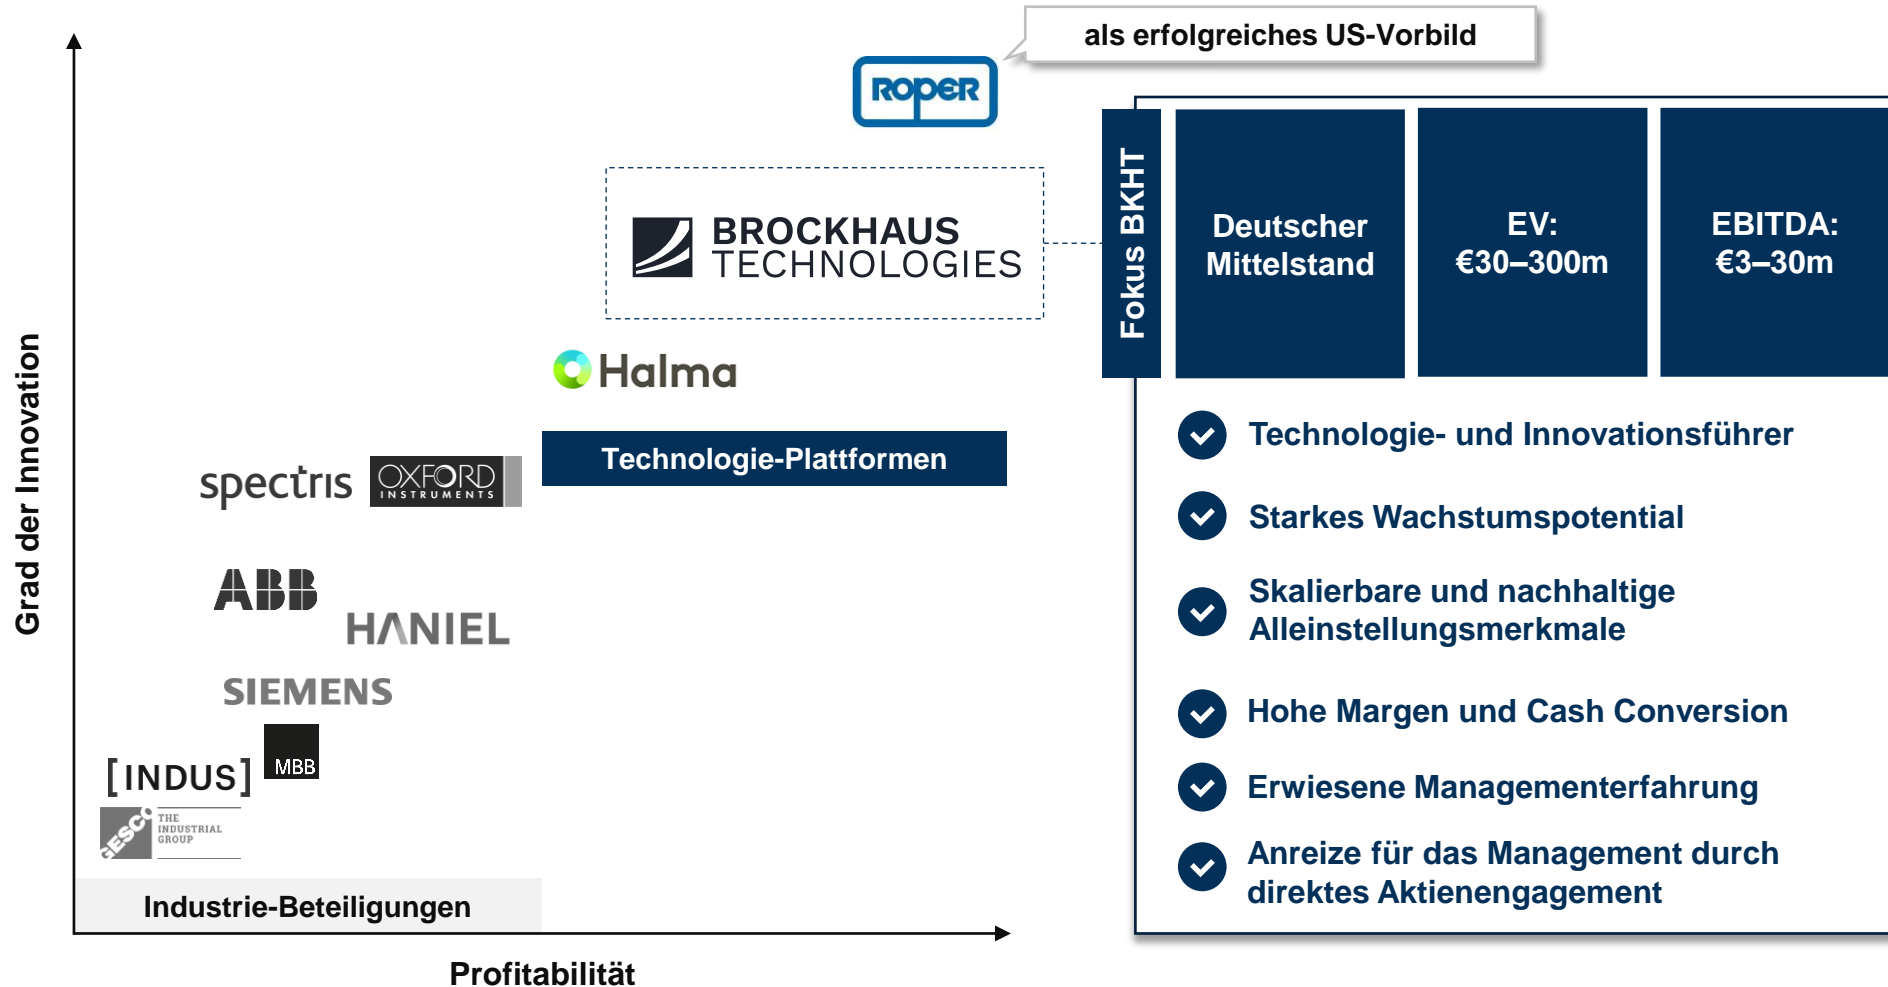 als erfolgreiches US-Vorbild
ROPER
BROCKHAUS
TECHNOLOGIES
Halma
Technologie-Plattformen
spectris
OXFORD
INSTRUMENTS
ABB
HANIEL
SIEMENS
MBB
[INDUS]
GESCO
THE
INDUSTRIAL
GROUP
Industrie-Beteiligungen
Grad der Innovation
Profitabilität
Fokus BKHT
Deutscher
Mittelstand
EV:
€30–300m
EBITDA:
€3–30m
Technologie- und Innovationsführer
Starkes Wachstumspotential
Skalierbare und nachhaltige
Alleinstellungsmerkmale
Hohe Margen und Cash Conversion
Erwiesene Managementerfahrung
Anreize für das Management durch
direktes Aktienengagement